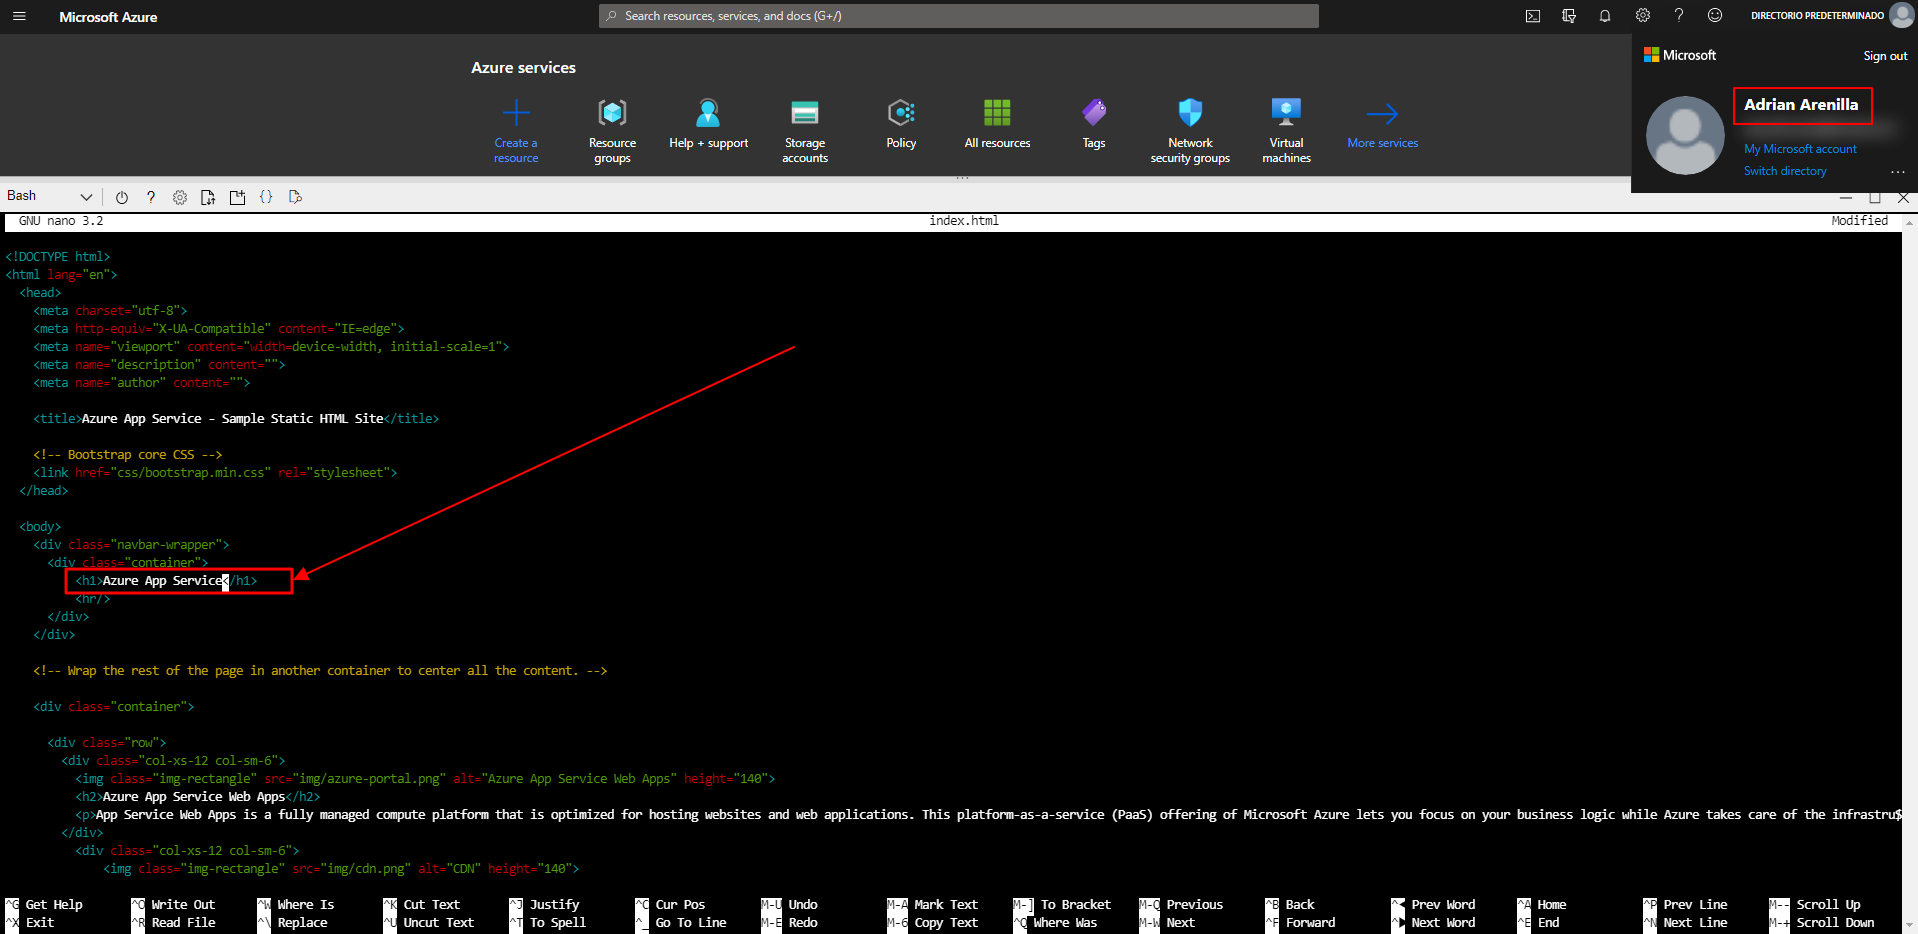 Microsoft Azure
Search resources, services, and docs (G+/)
DIRECTORIO PREDETERMINADO
Microsoft
Sign out
Adrian Arenilla
My Microsoft account
Switch directory
...
Azure services
Create a resource
Resource groups
Help + support
Storage accounts
Policy
All resources
Tags
Network security groups
Virtual machines
More services
Bash
GNU nano 3.2 index.html Modified
<!DOCTYPE html>
<html lang="en">
<head>
<meta charset="utf-8">
<meta http-equiv="X-UA-Compatible" content="IE=edge">
<meta name="viewport" content="width=device-width, initial-scale=1">
<meta name="description" content="">
<meta name="author" content="">
<title>Azure App Service - Sample Static HTML Site</title>
<!-- Bootstrap core CSS -->
<link href="css/bootstrap.min.css" rel="stylesheet">
</head>
<body>
<div class="navbar-wrapper">
<div class="container">
<h1>Azure App Service</h1>
<hr/>
</div>
</div>
<!-- Wrap the rest of the page in another container to center all the content. -->
<div class="container">
<div class="row">
<div class="col-xs-12 col-sm-6">
<img class="img-rectangle" src="img/azure-portal.png" alt="Azure App Service Web Apps" height="140">
<h2>Azure App Service Web Apps</h2>
<p>App Service Web Apps is a fully managed compute platform that is optimized for hosting websites and web applications. This platform-as-a-service (PaaS) offering of Microsoft Azure lets you focus on your business logic while Azure takes care of the infrastru$
</div>
<div class="col-xs-12 col-sm-6">
<img class="img-rectangle" src="img/cdn.png" alt="CDN" height="140">
^G Get Help ^O Write Out ^W Where Is ^K Cut Text ^J Justify ^C Cur Pos M-U Undo M-A Mark Text M-] To Bracket M-Q Previous ^B Back ^◀ Prev Word ^A Home ^P Prev Line M-- Scroll Up
^X Exit ^R Read File ^\ Replace ^U Uncut Text ^T To Spell ^_ Go To Line M-E Redo M-6 Copy Text ^Q Where Was M-W Next ^F Forward ^▶ Next Word ^E End ^N Next Line M-+ Scroll Down